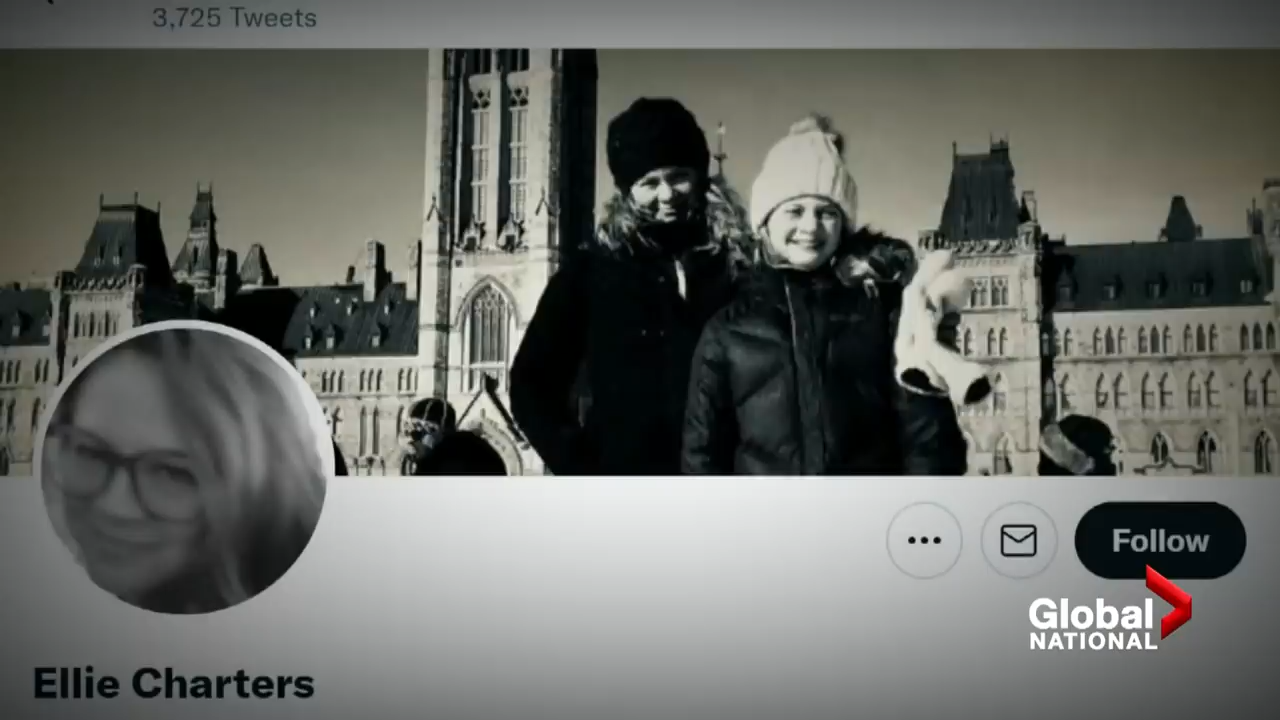 3,725 Tweets
Follow
Global
NATIONAL
Ellie Charters